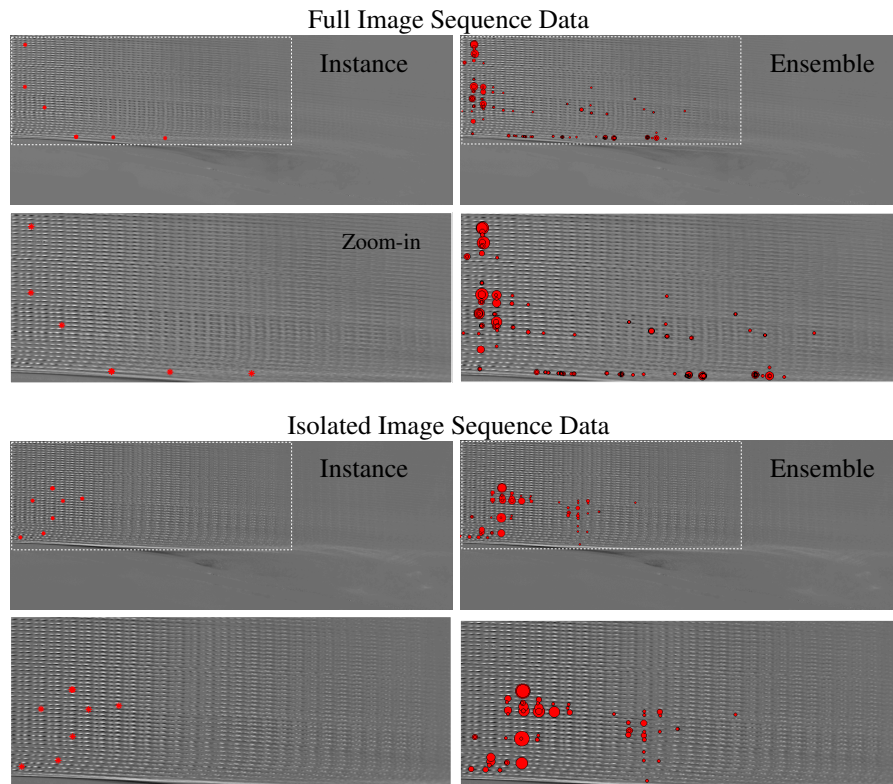 Full Image Sequence Data
Instance
Ensemble
Zoom-in
Isolated Image Sequence Data
Instance
Ensemble